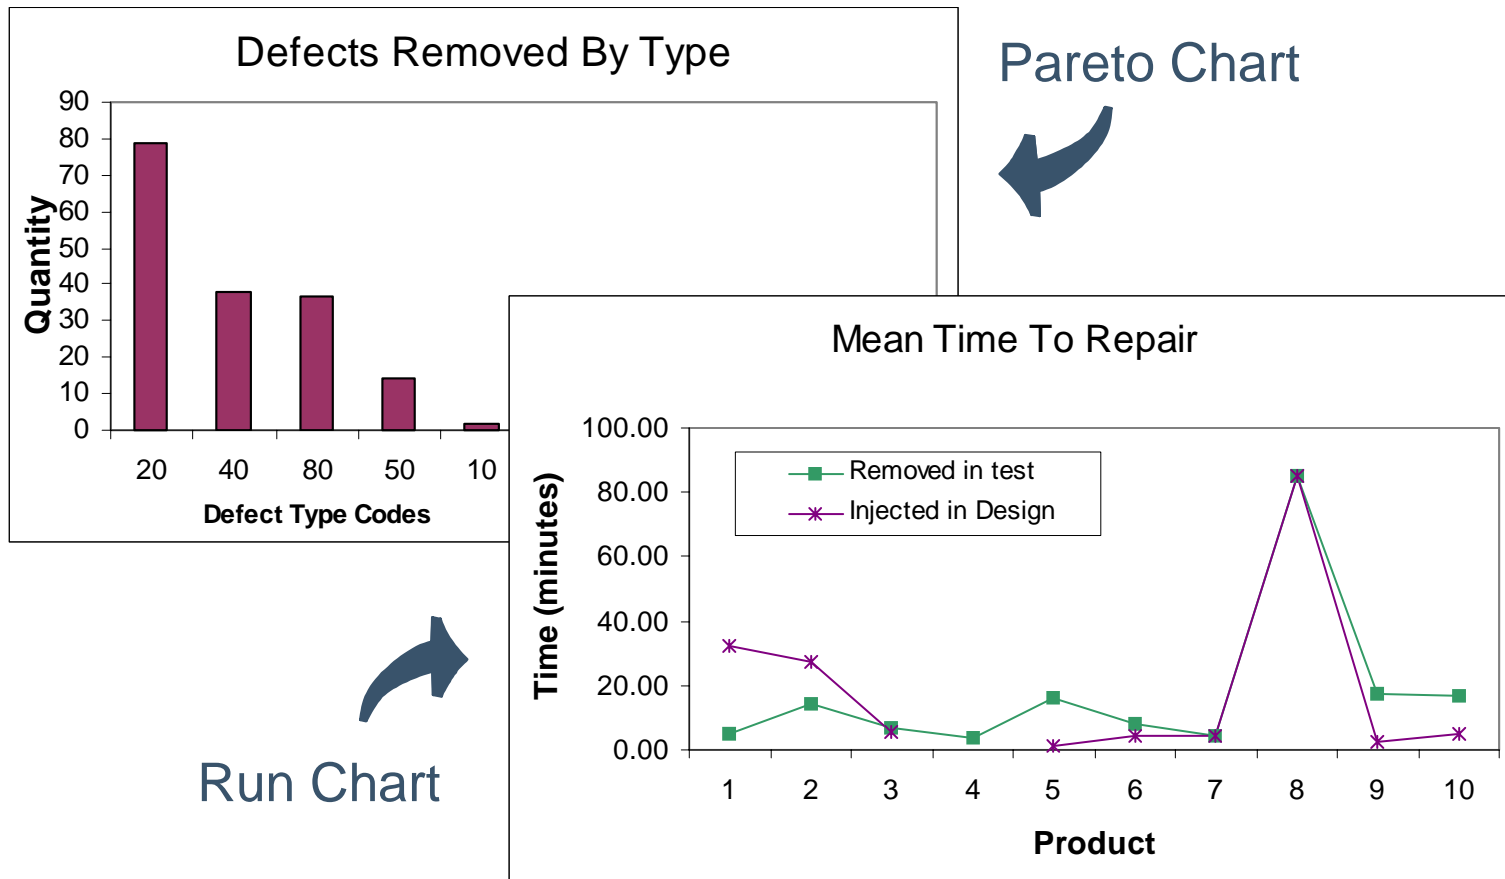 Defects Removed By Type
Pareto Chart
Quantity
90
80
70
60
50
40
30
20
10
0
20 40 80 50 10
Defect Type Codes
Mean Time To Repair
Time (minutes)
100.00
80.00
60.00
40.00
20.00
0.00
Removed in test
Injected in Design
1 2 3 4 5 6 7 8 9 10
Product
Run Chart